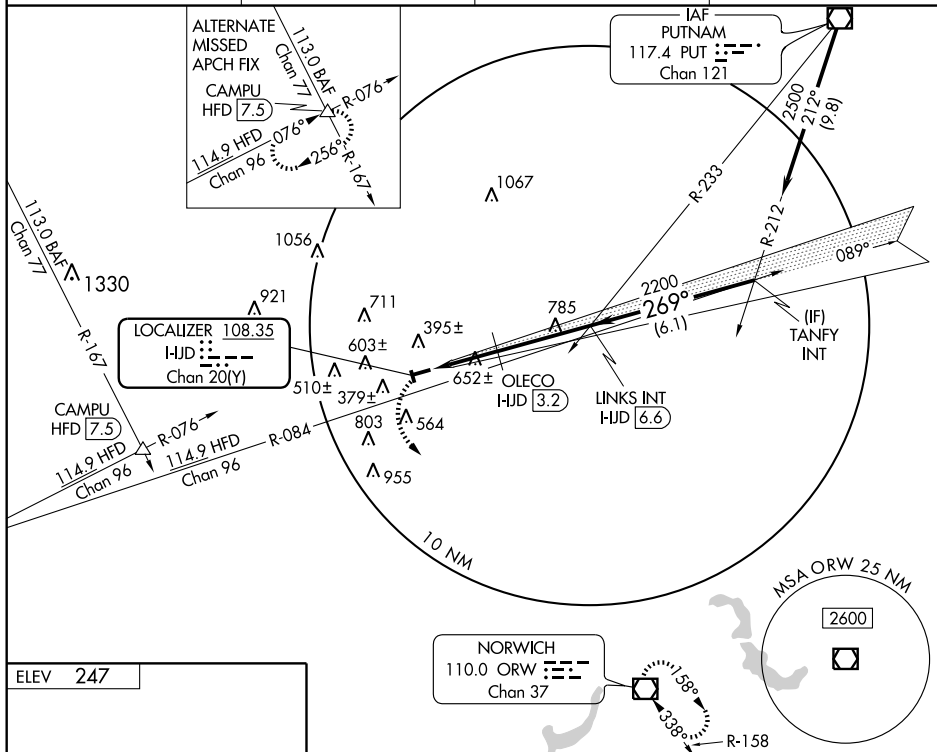 ALTERNATE
MISSED
APCH FIX
113.0 BAF
Chan 77
CAMPU
HFD 7.5
R-076
076°
114.9 HFD
Chan 96
256°
R-167
IAF
PUTNAM
117.4 PUT
Chan 121
2500
212°
(9.8)
R-233
R-212
1067
1056
113.0 BAF
Chan 77
1330
R-167
921
711
LOCALIZER 108.35
I-IJD
Chan 20(Y)
395±
603±
510±
379±
652±
785
2200
269°
(6.1)
089°
(IF)
TANFY
INT
OLECO
I-IJD 3.2
LINKS INT
I-IJD 6.6
CAMPU
HFD 7.5
R-076
114.9 HFD
Chan 96
114.9 HFD
Chan 96
R-084
803
564
955
10 NM
MSA ORW 25 NM
2600
NORWICH
110.0 ORW
Chan 37
158°
338°
R-158
ELEV 247